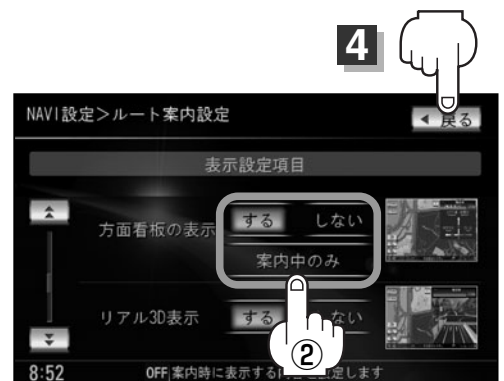 4
NAVI設定>ルート案内設定
◀ 戻る
表示設定項目
方面看板の表示 する しない
案内中のみ
リアル3D表示 する ない
②
8:52 OFF 案内時に表示する 設定します